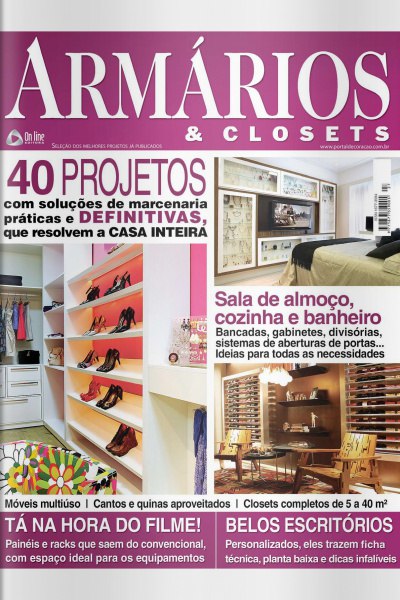 ARMÁRIOS
& CLOSETS
On line
EDITORA
SELEÇÃO DOS MELHORES PROJETOS JÁ PUBLICADOS
www.portaldecoracao.com.br
40 PROJETOS
com soluções de marcenaria
práticas e DEFINITIVAS,
que resolvem a CASA INTEIRA
Sala de almoço,
cozinha e banheiro
Bancadas, gabinetes, divisórias,
sistemas de aberturas de portas...
Ideias para todas as necessidades
Móveis multiúso | Cantos e quinas aproveitados | Closets completos de 5 a 40 m²
TÁ NA HORA DO FILME!
Painéis e racks que saem do convencional,
com espaço ideal para os equipamentos
BELOS ESCRITÓRIOS
Personalizados, eles trazem ficha
técnica, planta baixa e dicas infalíveis